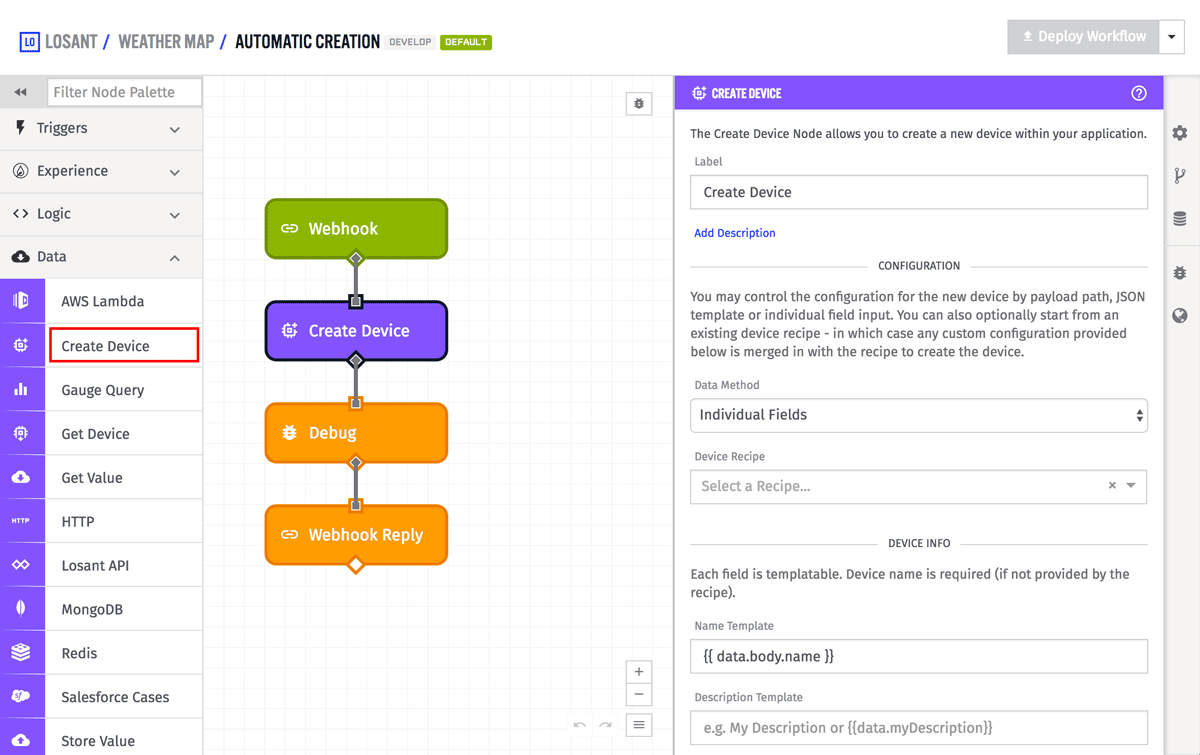 LO LOSANT / WEATHER MAP / AUTOMATIC CREATION DEVELOP DEFAULT
Deploy Workflow
Filter Node Palette
Triggers
Experience
Logic
Data
AWS Lambda
Create Device
Gauge Query
Get Device
Get Value
HTTP HTTP
Losant API
MongoDB
Redis
Salesforce Cases
Store Value
Webhook
Create Device
Debug
Webhook Reply
CREATE DEVICE
The Create Device Node allows you to create a new device within your application.
Label
Create Device
Add Description
CONFIGURATION
You may control the configuration for the new device by payload path, JSON
template or individual field input. You can also optionally start from an
existing device recipe - in which case any custom configuration provided
below is merged in with the recipe to create the device.
Data Method
Individual Fields
Device Recipe
Select a Recipe...
DEVICE INFO
Each field is templatable. Device name is required (if not provided by the
recipe).
Name Template
{{ data.body.name }}
Description Template
e.g. My Description or {{data.myDescription}}